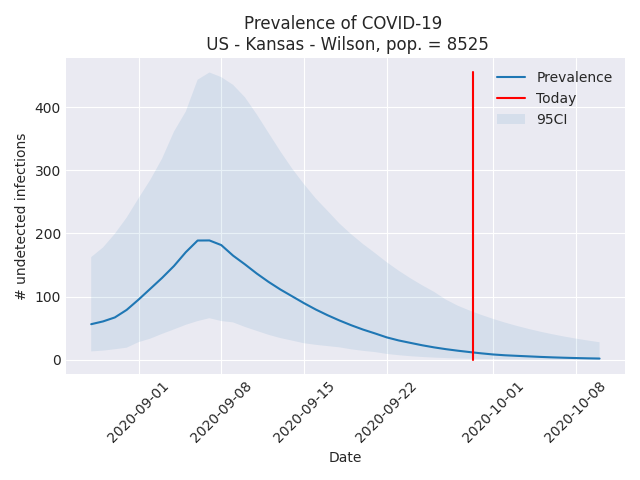 Prevalence of COVID-19
US - Kansas - Wilson, pop. = 8525
Prevalence
Today
95CI
# undetected infections
400
300
200
100
0
2020-09-01
2020-09-08
2020-09-15
2020-09-22
2020-10-01
2020-10-08
Date